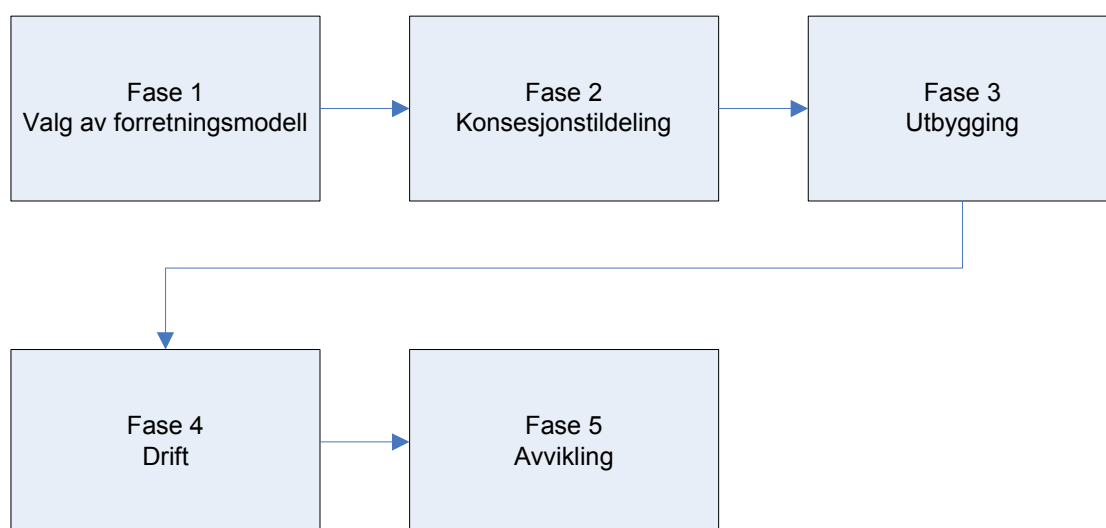 Fase 1
Valg av forretningsmodell
Fase 2
Konsesjonstildeling
Fase 3
Utbygging
Fase 4
Drift
Fase 5
Avvikling